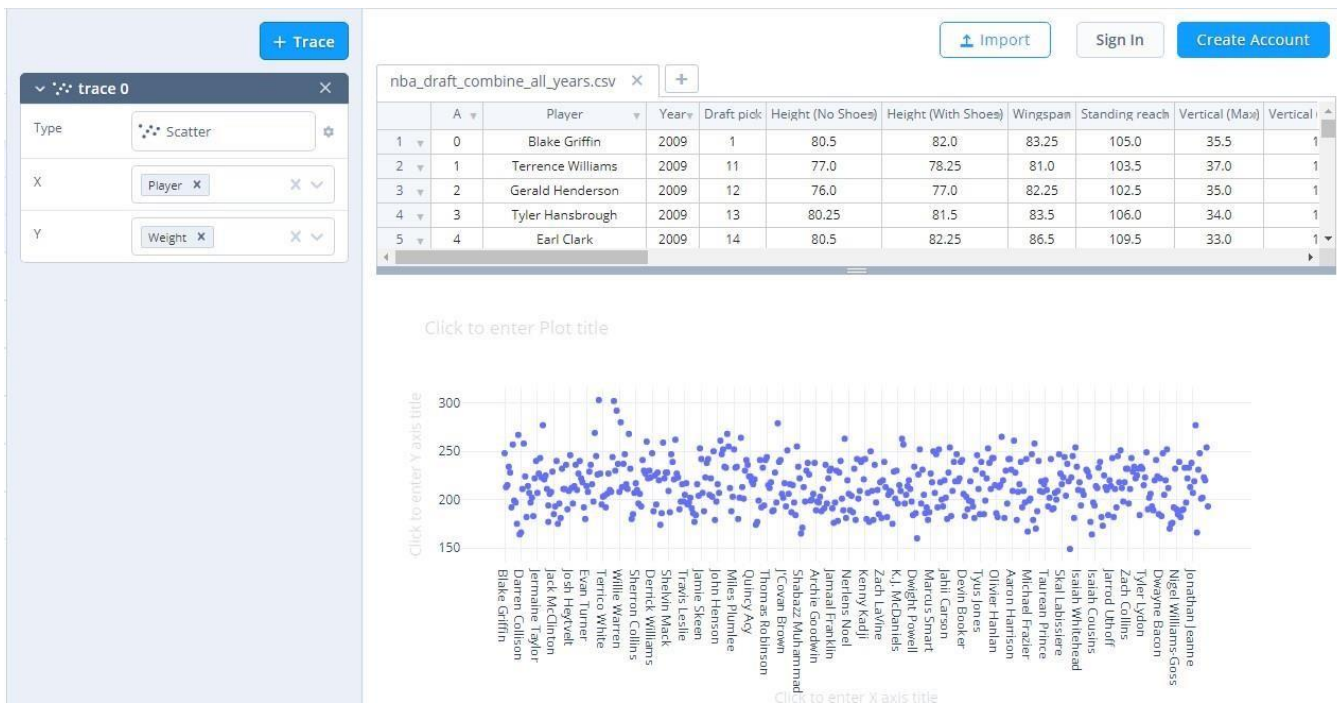 + Trace
trace 0
Type
Scatter
X
Player
Y
Weight
Import
Sign In
Create Account
nba_draft_combine_all_years.csv
A Player Year Draft pick Height (No Shoes) Height (With Shoes) Wingspan Standing reach Vertical (Max) Vertical
1 0 Blake Griffin 2009 1 80.5 82.0 83.25 105.0 35.5 1
2 1 Terrence Williams 2009 11 77.0 78.25 81.0 103.5 37.0 1
3 2 Gerald Henderson 2009 12 76.0 77.0 82.25 102.5 35.0 1
4 3 Tyler Hansbrough 2009 13 80.25 81.5 83.5 106.0 34.0 1
5 4 Earl Clark 2009 14 80.5 82.25 86.5 109.5 33.0 1
Click to enter Plot title
Click to enter Y axis title
300
250
200
150
Blake Griffin
Darren Collison
Jermaine Taylor
Jack McClinton
Josh Heytvelt
Evan Turner
Terrico White
Willie Warren
Sherron Collins
Derrick Williams
Shelvin Mack
Travis Leslie
Jamie Skeen
John Henson
Miles Plumlee
Quincy Acy
Thomas Robinson
J'Covan Brown
Shabazz Muhammad
Archie Goodwin
Jamaal Franklin
Nerlens Noel
Kenny Kadji
Zach LaVine
K.J. McDaniels
Dwight Powell
Marcus Smart
Jahii Carson
Devin Booker
Tyus Jones
Olivier Hanlan
Aaron Harrison
Michael Frazier
Taurean Prince
Skal Labissiere
Isaiah Whitehead
Isaiah Cousins
Jarrod Uthoff
Zach Collins
Tyler Lydon
Dwayne Bacon
Nigel Williams-Goss
Jonathan Jeanne
Click to enter X axis title